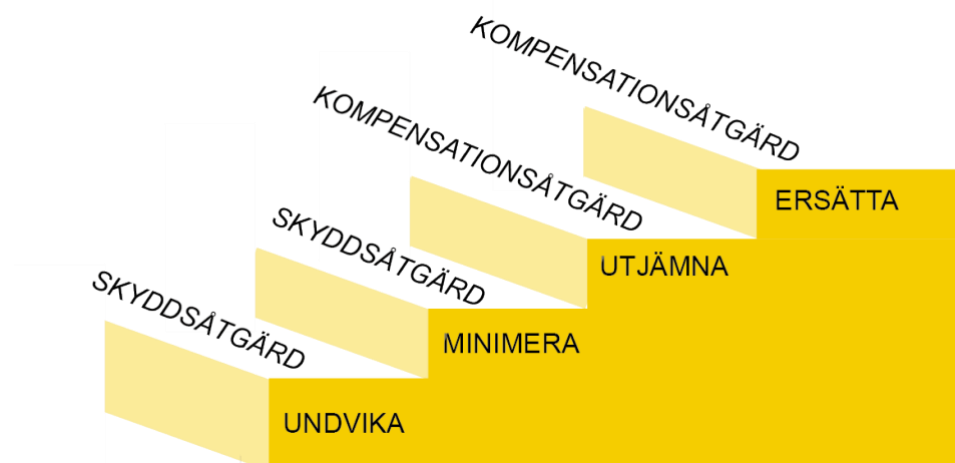 KOMPENSATIONSÅTGÄRD
ERSÄTTA
KOMPENSATIONSÅTGÄRD
UTJÄMNA
SKYDDSÅTGÄRD
MINIMERA
SKYDDSÅTGÄRD
UNDVIKA